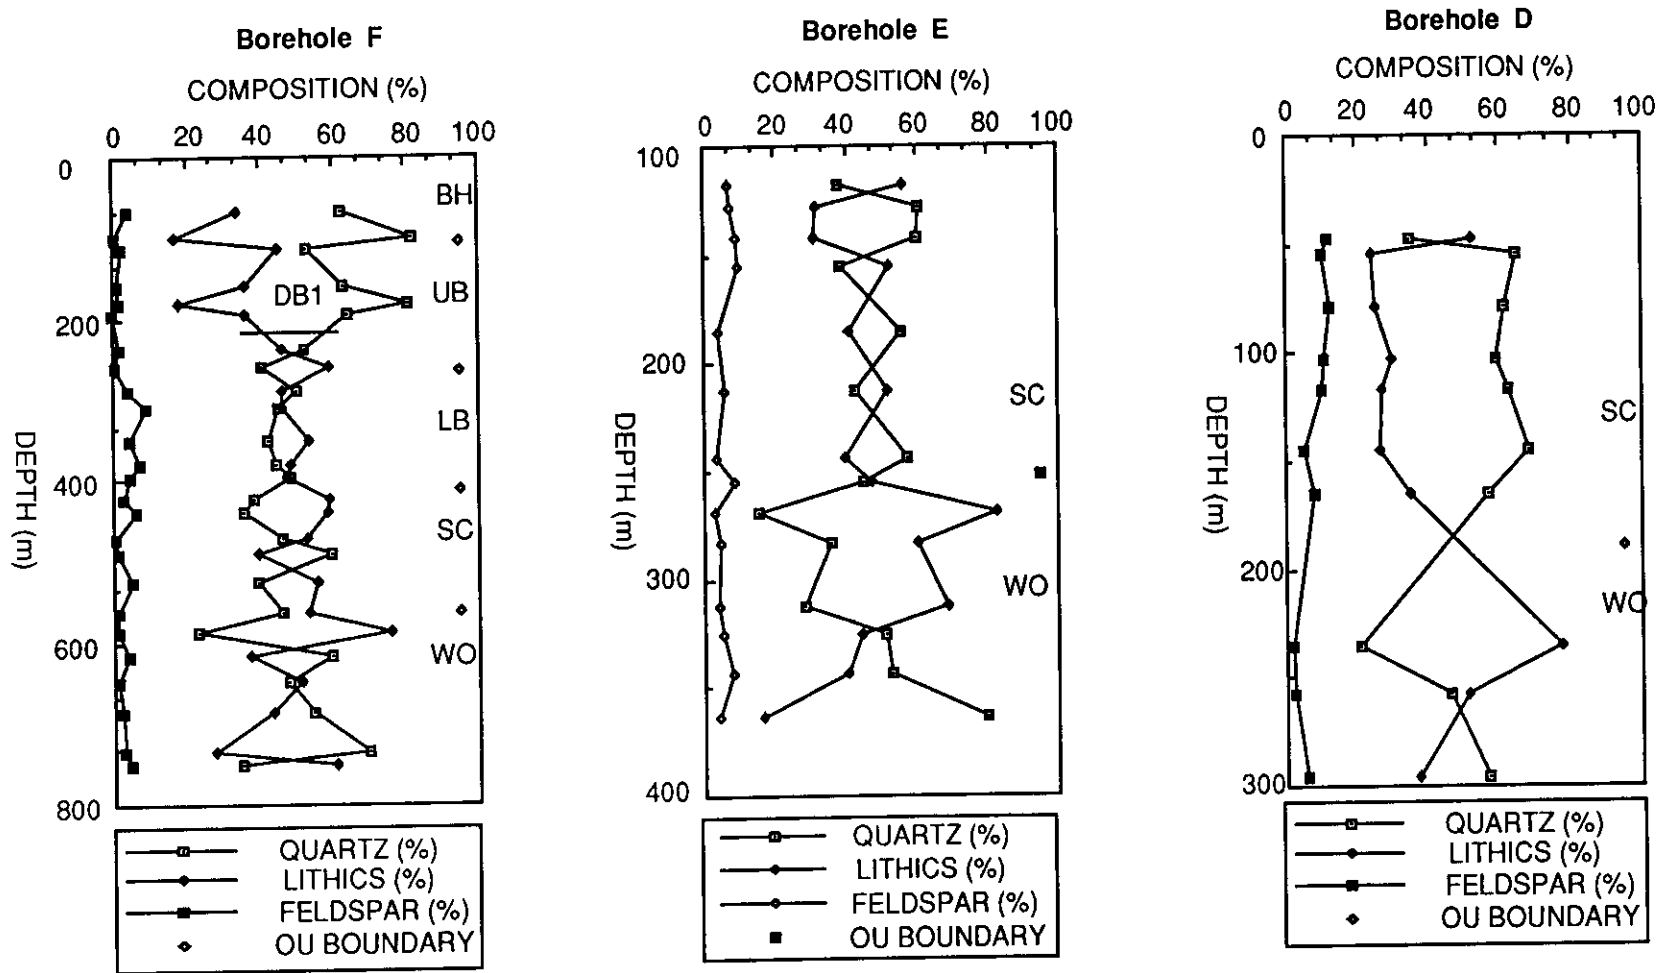 Borehole F
COMPOSITION (%)
0 20 40 60 80 100
0
200
400
600
800
DEPTH (m)
BH
UB
DB1
LB
SC
WO
QUARTZ (%)
LITHICS (%)
FELDSPAR (%)
OU BOUNDARY
Borehole E
COMPOSITION (%)
0 20 40 60 80 100
100
200
300
400
DEPTH (m)
SC
WO
QUARTZ (%)
LITHICS (%)
FELDSPAR (%)
OU BOUNDARY
Borehole D
COMPOSITION (%)
0 20 40 60 80 100
0
100
200
300
DEPTH (m)
SC
WO
QUARTZ (%)
LITHICS (%)
FELDSPAR (%)
OU BOUNDARY